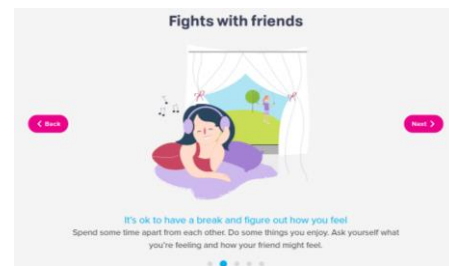 Fights with friends
< Back
Next >
It's ok to have a break and figure out how you feel
Spend some time apart from each other. Do some things you enjoy. Ask yourself what
you're feeling and how your friend might feel.